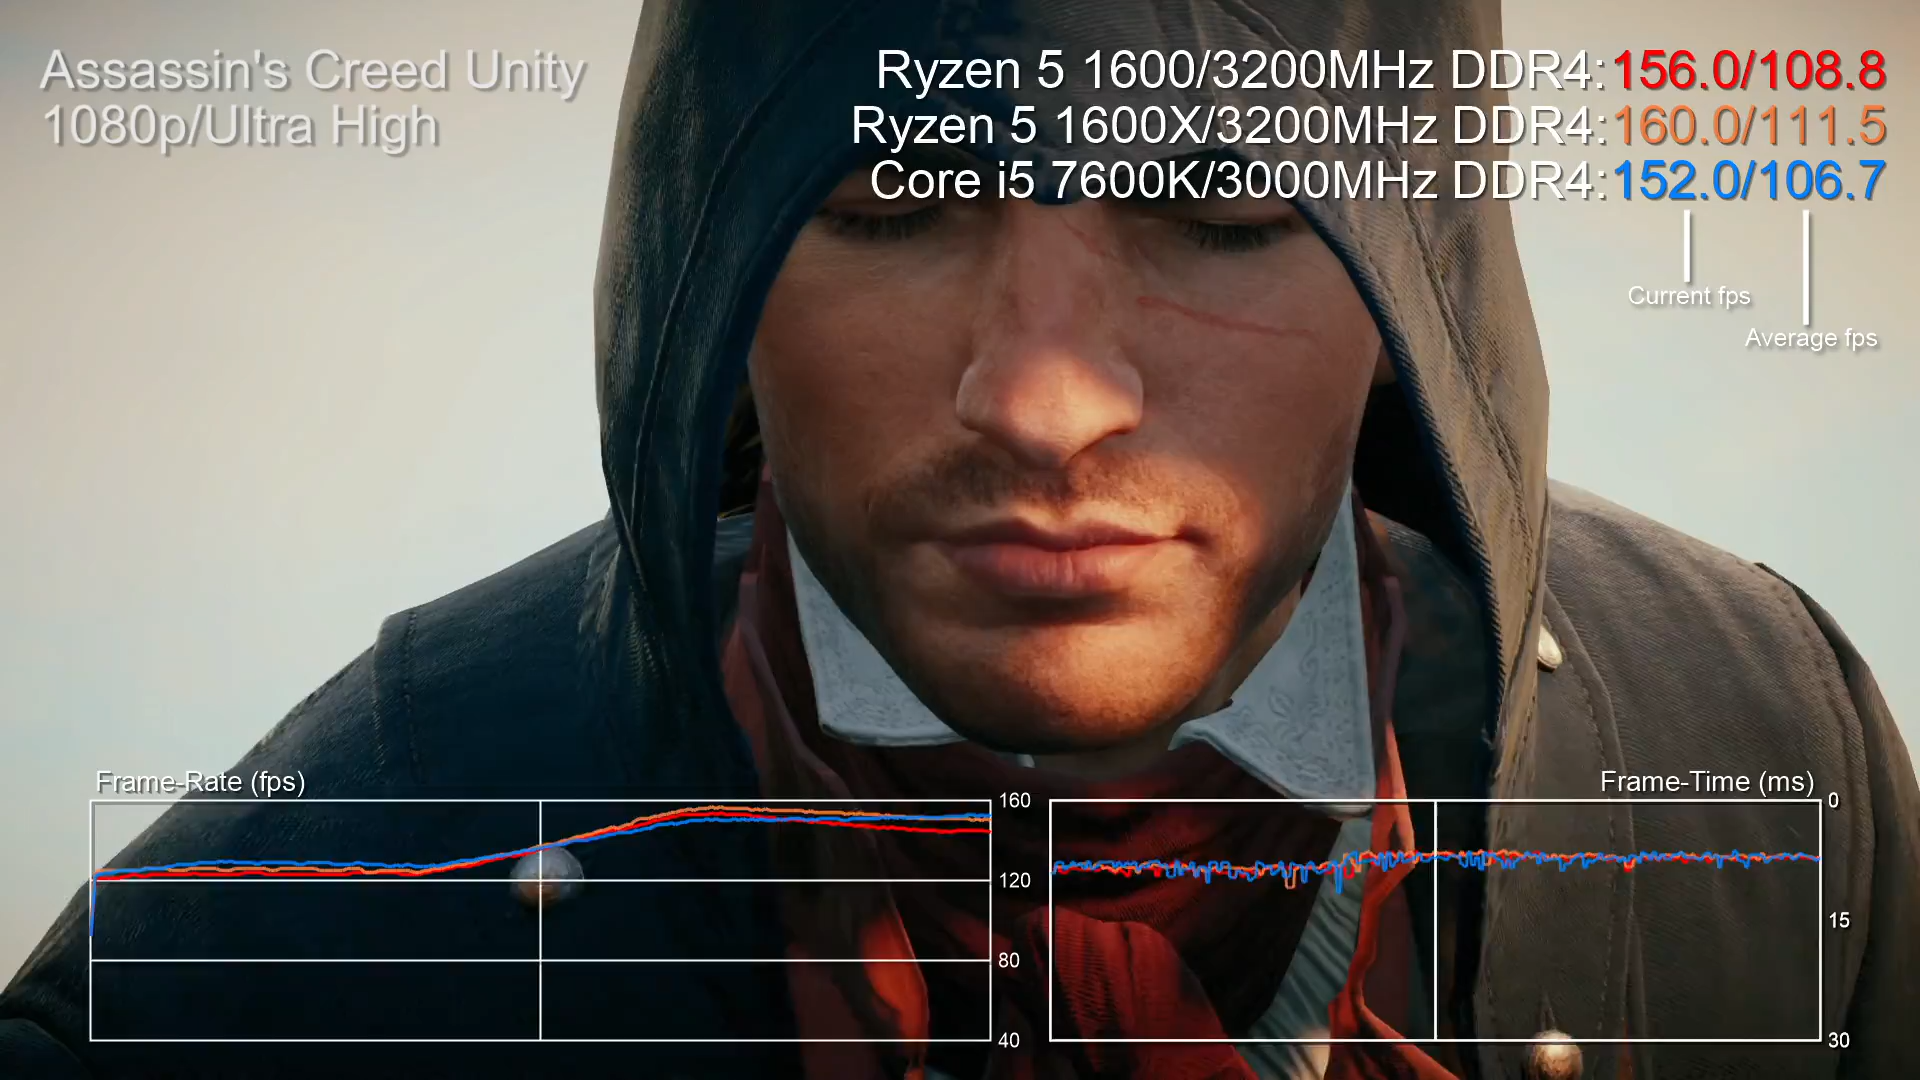 Assassin's Creed Unity
1080p/Ultra High
Ryzen 5 1600/3200MHz DDR4:156.0/108.8
Ryzen 5 1600X/3200MHz DDR4:160.0/111.5
Core i5 7600K/3000MHz DDR4:152.0/106.7
Current fps
Average fps
Frame-Rate (fps)
160
120
80
40
Frame-Time (ms)
0
15
30